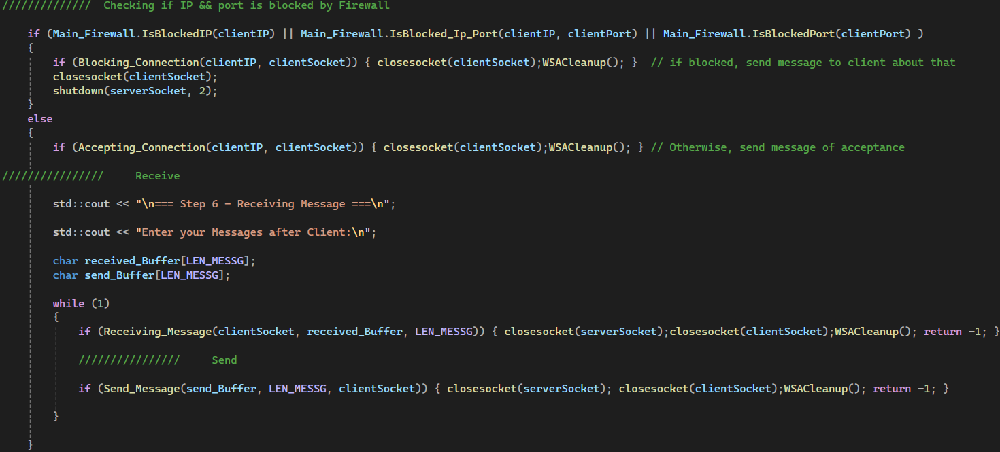 //////////////  Checking if IP && port is blocked by Firewall
if (Main_Firewall.IsBlockedIP(clientIP) || Main_Firewall.IsBlocked_Ip_Port(clientIP, clientPort) || Main_Firewall.IsBlockedPort(clientPort) )
{
if (Blocking_Connection(clientIP, clientSocket)) { closesocket(clientSocket);WSACleanup(); }  // if blocked, send message to client about that
closesocket(clientSocket);
shutdown(serverSocket, 2);
}
else
{
if (Accepting_Connection(clientIP, clientSocket)) { closesocket(clientSocket);WSACleanup(); } // Otherwise, send message of acceptance
////////////////     Receive
std::cout << "\n=== Step 6 - Receiving Message ===\n";
std::cout << "Enter your Messages after Client:\n";
char received_Buffer[LEN_MESSG];
char send_Buffer[LEN_MESSG];
while (1)
{
if (Receiving_Message(clientSocket, received_Buffer, LEN_MESSG)) { closesocket(serverSocket);closesocket(clientSocket);WSACleanup(); return -1; }
////////////////     Send
if (Send_Message(send_Buffer, LEN_MESSG, clientSocket)) { closesocket(serverSocket); closesocket(clientSocket);WSACleanup(); return -1; }
}
}